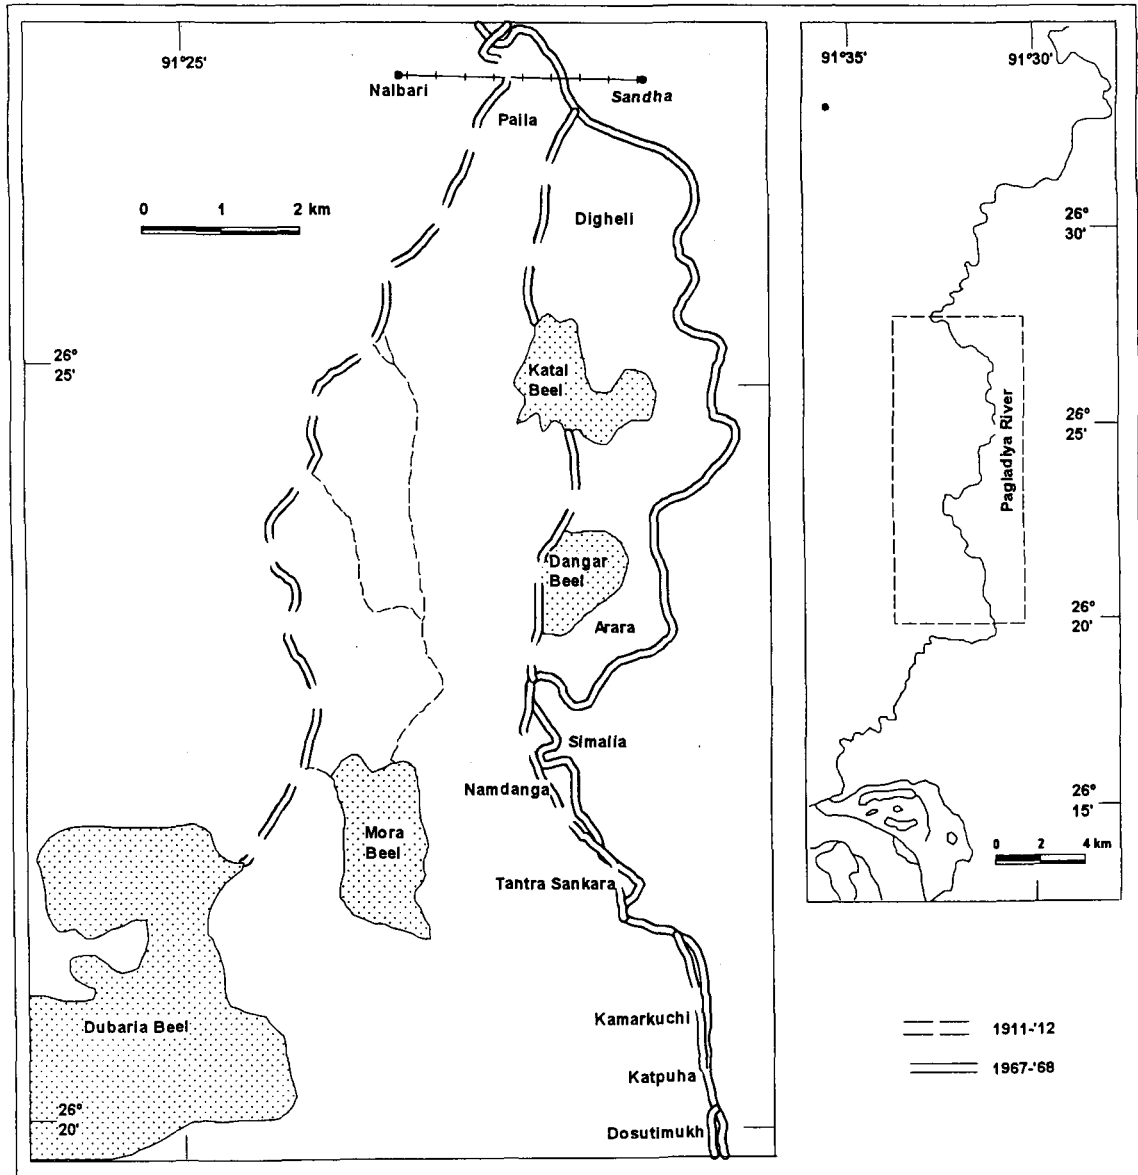 91°25'
Nalbari
Sandha
Paila
0 1 2 km
Digheli
26°
25'
Katal
Beel
Dangar
Beel
Arara
Simalia
Namdanga
Mora
Beel
Tantra Sankara
Dubaria Beel
Kamarkuchi
Katpuha
26°
20'
Dosutimukh
91°35'
91°30'
26°
30'
26°
25'
Pagladiya River
26°
20'
26°
15'
0 2 4 km
1911-'12
1967-'68